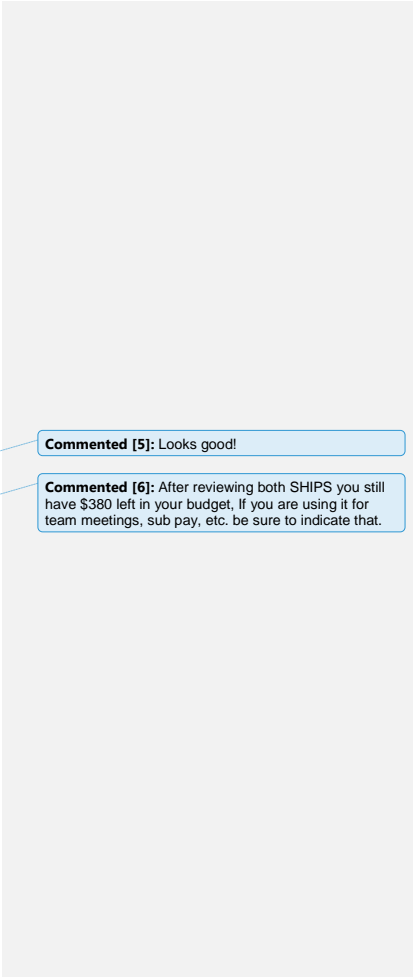 Commented [5]: Looks good!
Commented [6]: After reviewing both SHIPS you still
have $380 left in your budget, If you are using it for
team meetings, sub pay, etc. be sure to indicate that.